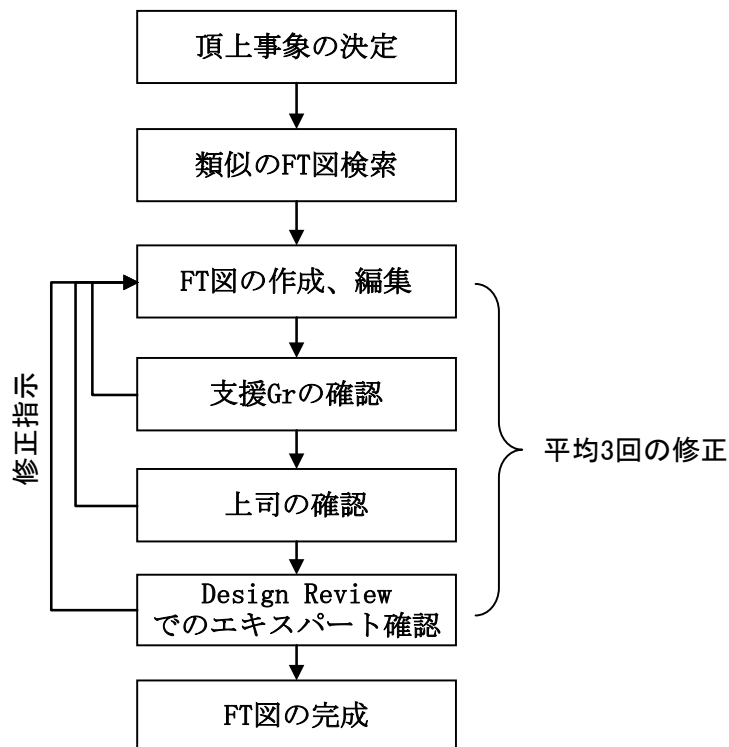 頂上事象の決定
類似のFT図検索
FT図の作成、編集
支援Grの確認
修正指示
平均3回の修正
上司の確認
Design Review
でのエキスパート確認
FT図の完成